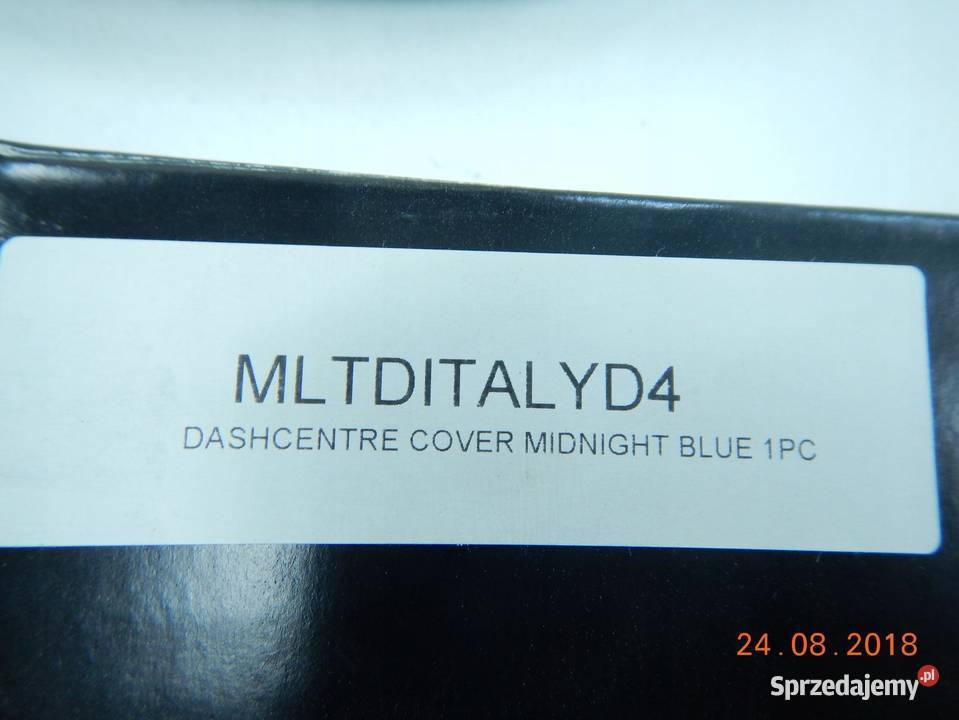 MLTDITALYD4
DASHCENTRE COVER MIDNIGHT BLUE 1PC
24.08.2018
Sprzedajemy.pl